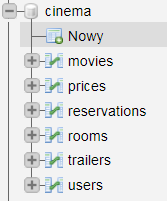 cinema
Nowy
movies
prices
reservations
rooms
trailers
users